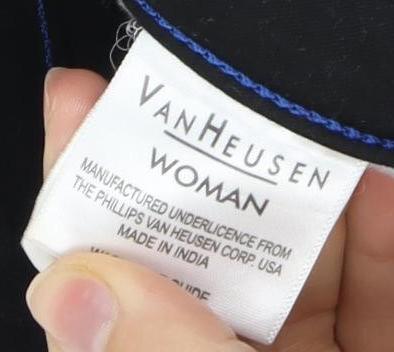 VANHEUSEN
WOMAN
MANUFACTURED UNDERLICENCE FROM
THE PHILLIPS VAN HEUSEN CORP. USA
MADE IN INDIA